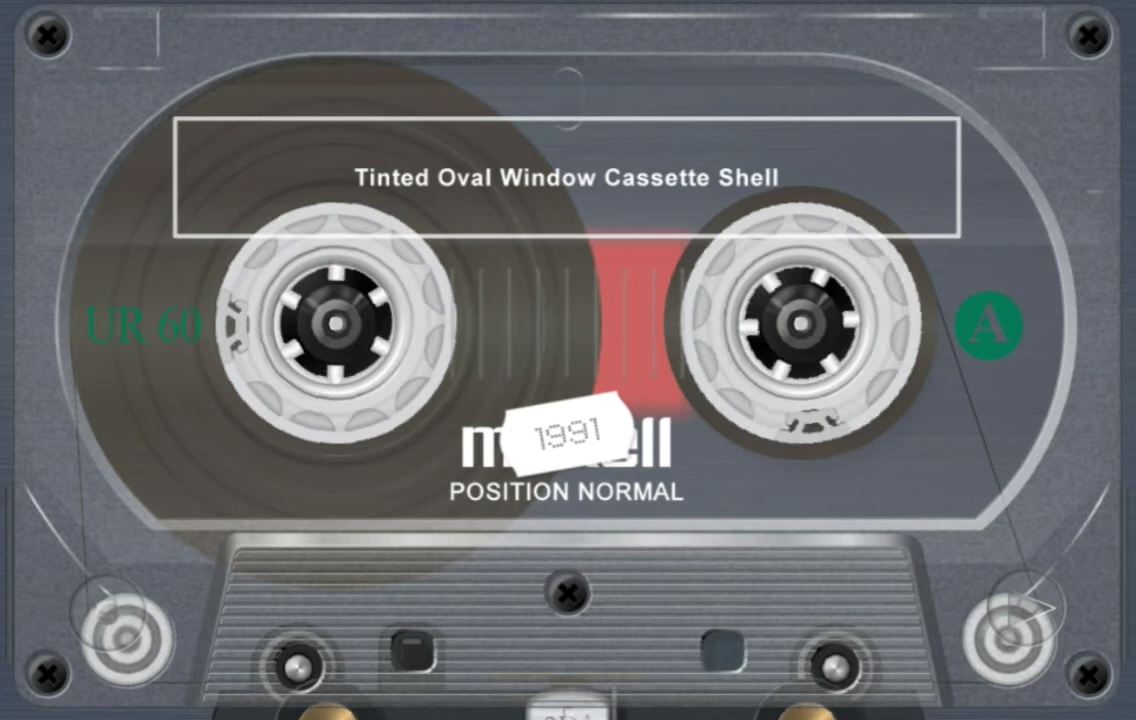 Tinted Oval Window Cassette Shell
UR 60
A
1991
POSITION NORMAL